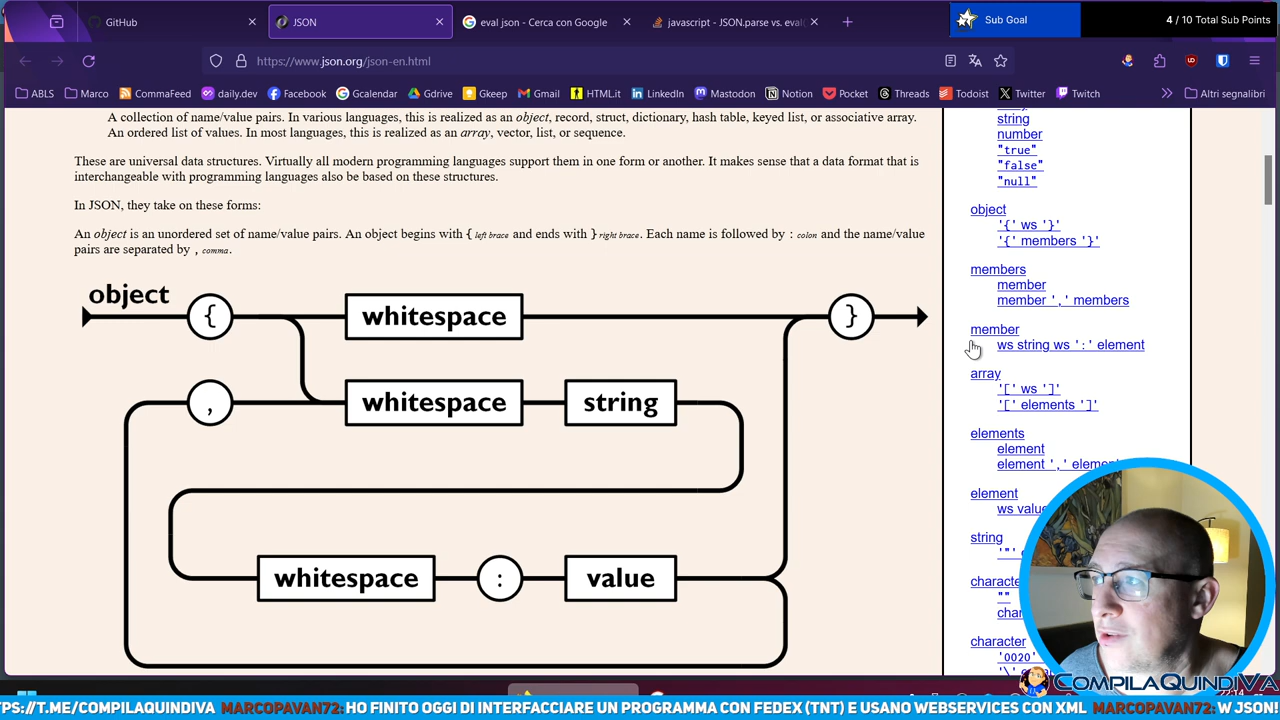 Sub Goal
4 / 10 Total Sub Points
GitHub
JSON
eval json - Cerca con Google
javascript - JSON.parse vs. eval(
https://www.json.org/json-en.html
ABLS
Marco
CommaFeed
daily.dev
Facebook
Gcalendar
Gdrive
Gkeep
Gmail
HTML.it
LinkedIn
Mastodon
Notion
Pocket
Threads
Todoist
Twitter
Twitch
Altri segnalibri
A collection of name/value pairs. In various languages, this is realized as an object, record, struct, dictionary, hash table, keyed list, or associative array.
An ordered list of values. In most languages, this is realized as an array, vector, list, or sequence.
These are universal data structures. Virtually all modern programming languages support them in one form or another. It makes sense that a data format that is
interchangeable with programming languages also be based on these structures.
In JSON, they take on these forms:
An object is an unordered set of name/value pairs. An object begins with { left brace and ends with } right brace. Each name is followed by : colon and the name/value
pairs are separated by , comma.
object
{
whitespace
}
,
whitespace
string
whitespace
:
value
string
number
"true"
"false"
"null"
object
'{' ws '}'
'{' members '}'
members
member
member ',' members
member
ws string ws ':' element
array
'[' ws ']'
'[' elements ']'
elements
element
element ',' elemen
element
ws value
string
'"'
character
""
char
character
'0020'
COMPILAQUINDIVA
TTPS://T.ME/COMPILAQUINDIVA MARCOPAVAN72: HO FINITO OGGI DI INTERFACCIARE UN PROGRAMMA CON FEDEX (TNT) E USANO WEBSERVICES CON XML MARCOPAVAN72: W JSON!